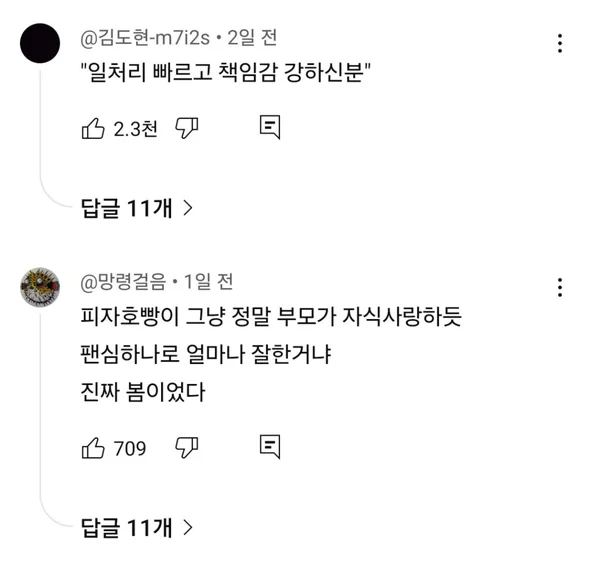 @김도현-m7i2s • 2일 전
"일처리 빠르고 책임감 강하신분"
2.3천
답글 11개
@망령걸음 • 1일 전
피자호빵이 그냥 정말 부모가 자식사랑하듯
팬심하나로 얼마나 잘한거냐
진짜 봄이었다
709
답글 11개